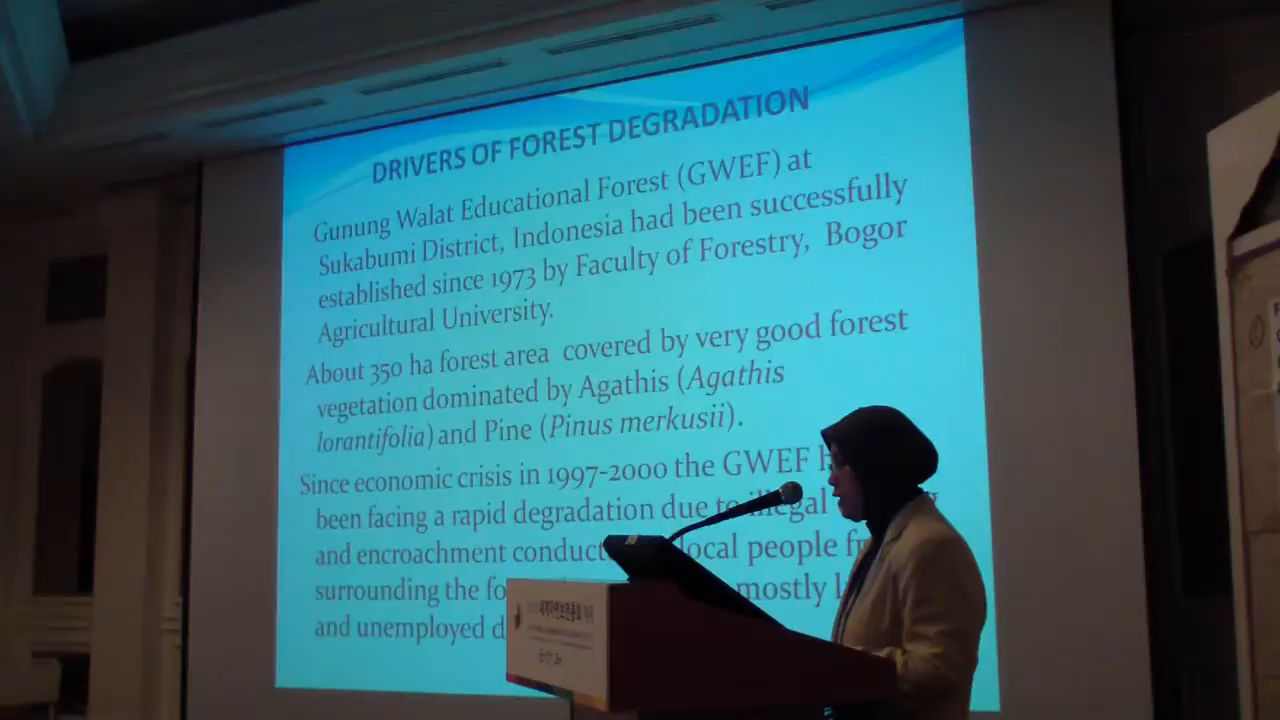 DRIVERS OF FOREST DEGRADATION
Gunung Walat Educational Forest (GWEF) at
Sukabumi District, Indonesia had been successfully
established since 1973 by Faculty of Forestry, Bogor
Agricultural University.
About 350 ha forest area covered by very good forest
vegetation dominated by Agathis (Agathis
lorantifolia) and Pine (Pinus merkusii).
Since economic crisis in 1997-2000 the GWEF
been facing a rapid degradation due to illegal
and encroachment local people
surrounding the mostly
and unemployed